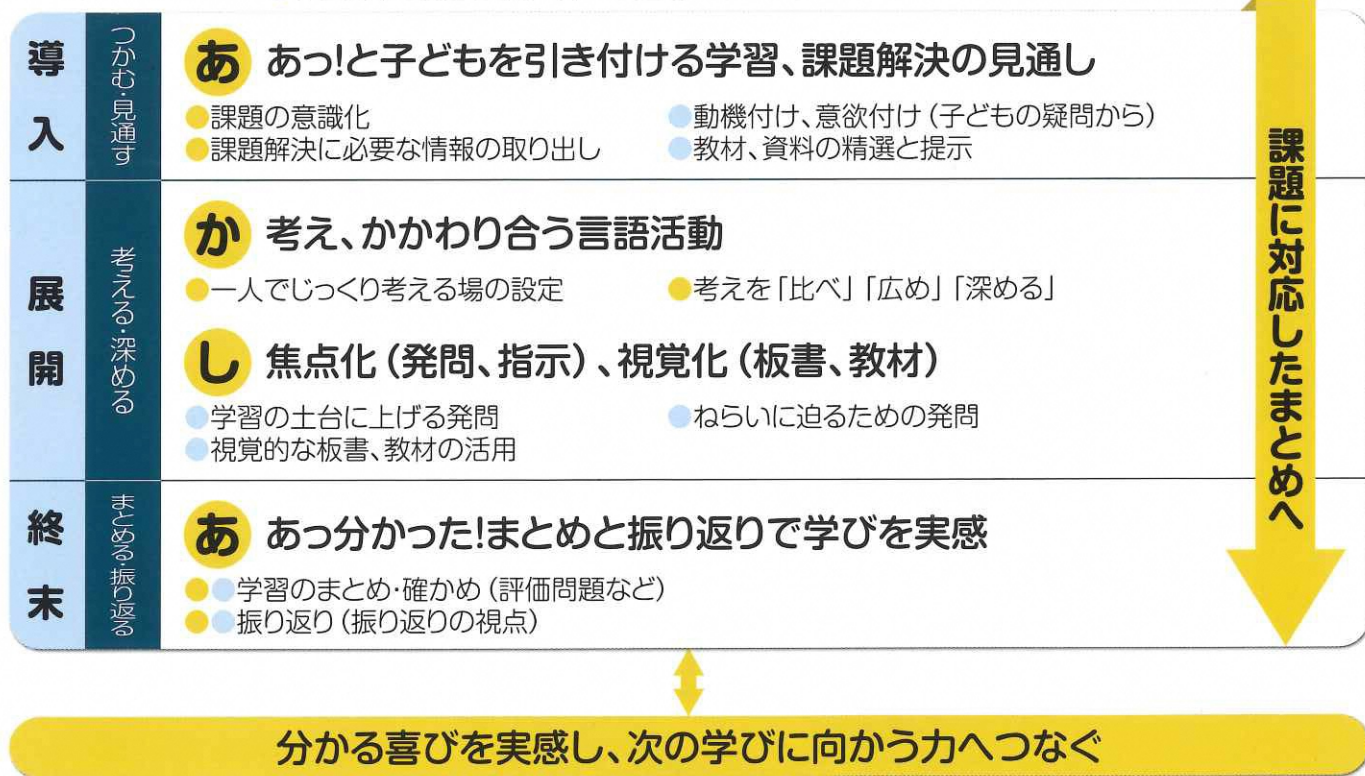 導入
つかむ・見通す
あ あっ!と子どもを引き付ける学習、課題解決の見通し
●課題の意識化
●動機付け、意欲付け(子どもの疑問から)
●課題解決に必要な情報の取り出し
●教材、資料の精選と提示
展開
考える・深める
か 考え、かかわり合う言語活動
●一人でじっくり考える場の設定
●考えを「比べ」「広め」「深める」
し 焦点化(発問、指示)、視覚化(板書、教材)
●学習の土台に上げる発問
●ねらいに迫るための発問
●視覚的な板書、教材の活用
終末
まとめる・振り返る
あ あっ分かった!まとめと振り返りで学びを実感
●●学習のまとめ・確かめ(評価問題など)
●●振り返り(振り返りの視点)
課題に対応したまとめへ
分かる喜びを実感し、次の学びに向かう力へつなぐ